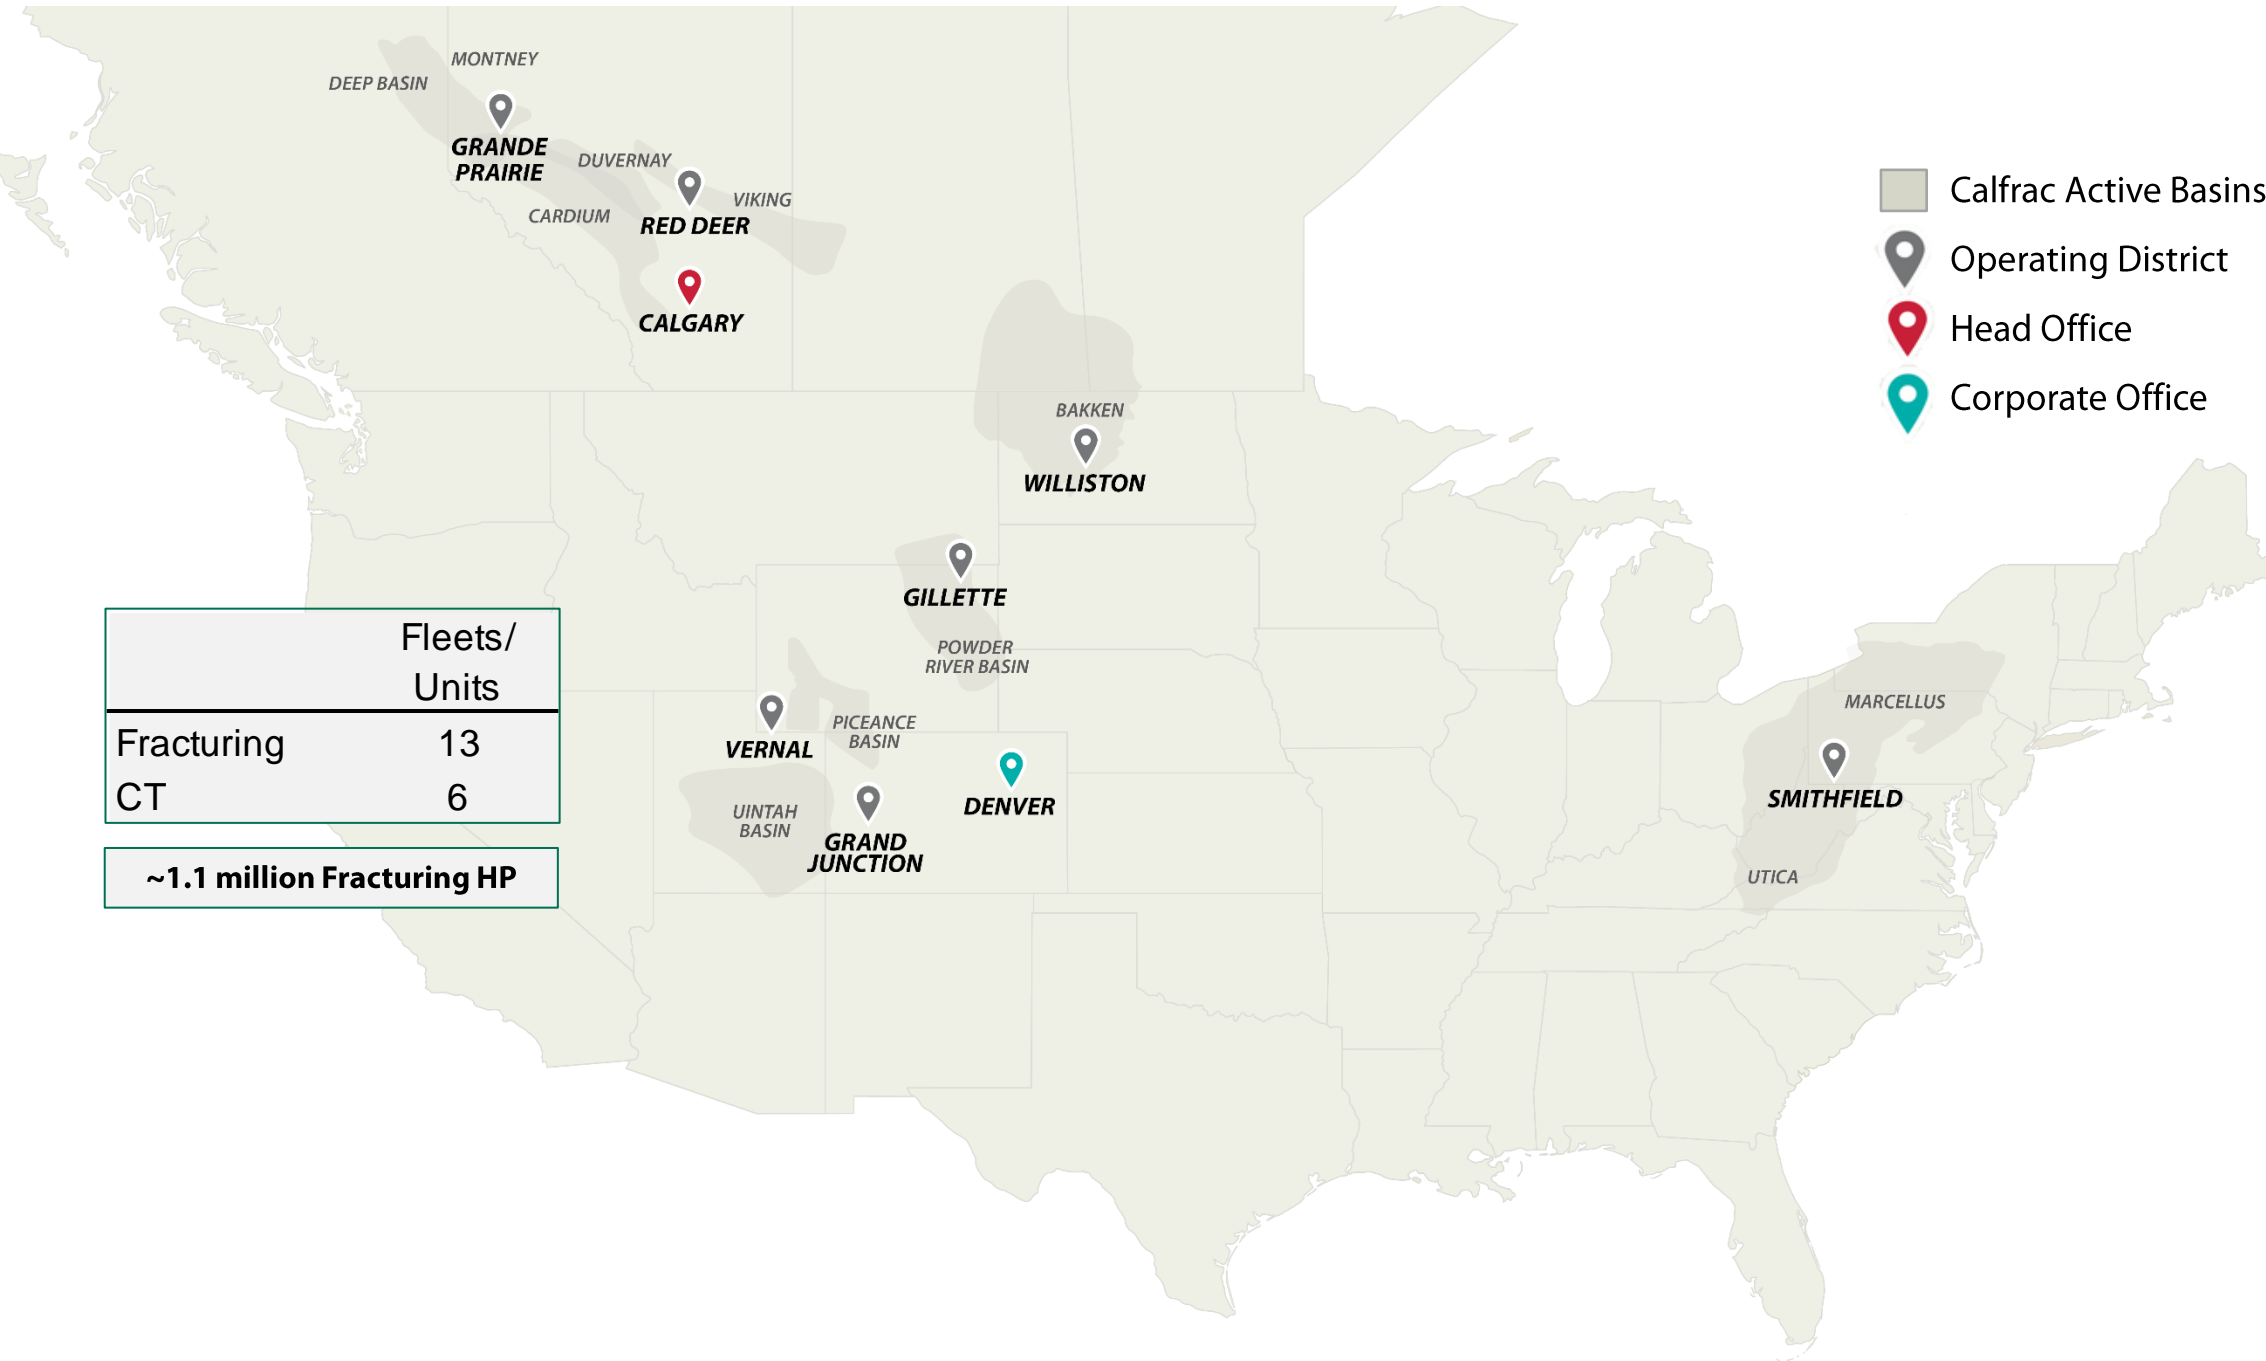 MONTNEY
DEEP BASIN
GRANDE
PRAIRIE
DUVERNAY
VIKING
CARDIUM
RED DEER
CALGARY
Calfrac Active Basins
Operating District
Head Office
Corporate Office
BAKKEN
WILLISTON
GILLETTE
POWDER
RIVER BASIN
Fleets/
Units
Fracturing 13
CT 6
~1.1 million Fracturing HP
VERNAL
PICEANCE
BASIN
DENVER
UINTAH
BASIN
GRAND
JUNCTION
MARCELLUS
SMITHFIELD
UTICA